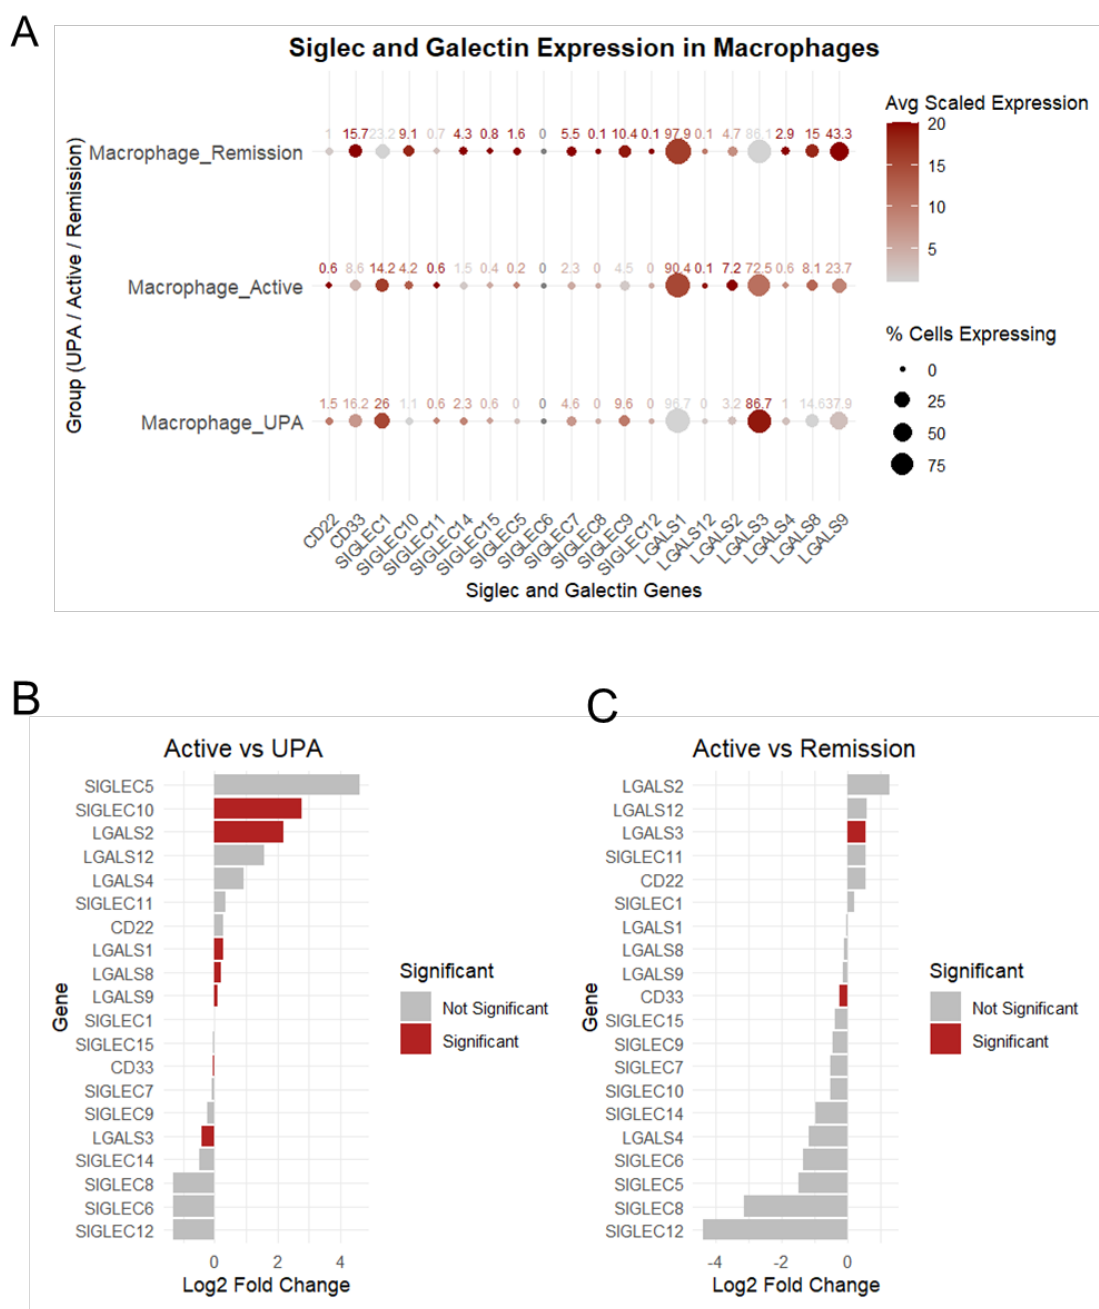 A
Siglec and Galectin Expression in Macrophages
Group (UPA / Active / Remission)
Macrophage_Remission
1 15.7 23.2 9.1 0.7 4.3 0.8 1.6 0 5.5 0.1 10.4 0.1 97.9 0.1 4.7 86.1 2.9 15 43.3
Macrophage_Active
0.6 8.6 14.2 4.2 0.6 1.5 0.4 0.2 0 2.3 0 4.5 0 90.4 0.1 7.2 72.5 0.6 8.1 23.7
Macrophage_UPA
1.5 16.2 26 1.1 0.6 2.3 0.6 0 0 4.6 0 9.6 0 96.7 0 3.2 86.7 1 14.6 37.9
CD22 CD33 SIGLEC1 SIGLEC10 SIGLEC11 SIGLEC14 SIGLEC15 SIGLEC5 SIGLEC6 SIGLEC7 SIGLEC8 SIGLEC9 SIGLEC12 LGALS1 LGALS12 LGALS2 LGALS3 LGALS4 LGALS8 LGALS9
Siglec and Galectin Genes
Avg Scaled Expression
20
15
10
5
% Cells Expressing
0
25
50
75
B
Active vs UPA
Gene
SIGLEC5
SIGLEC10
LGALS2
LGALS12
LGALS4
SIGLEC11
CD22
LGALS1
LGALS8
LGALS9
SIGLEC1
SIGLEC15
CD33
SIGLEC7
SIGLEC9
LGALS3
SIGLEC14
SIGLEC8
SIGLEC6
SIGLEC12
0 2 4
Log2 Fold Change
Significant
Not Significant
Significant
C
Active vs Remission
Gene
LGALS2
LGALS12
LGALS3
SIGLEC11
CD22
SIGLEC1
LGALS1
LGALS8
LGALS9
CD33
SIGLEC15
SIGLEC9
SIGLEC7
SIGLEC10
SIGLEC14
LGALS4
SIGLEC6
SIGLEC5
SIGLEC8
SIGLEC12
-4 -2 0
Log2 Fold Change
Significant
Not Significant
Significant